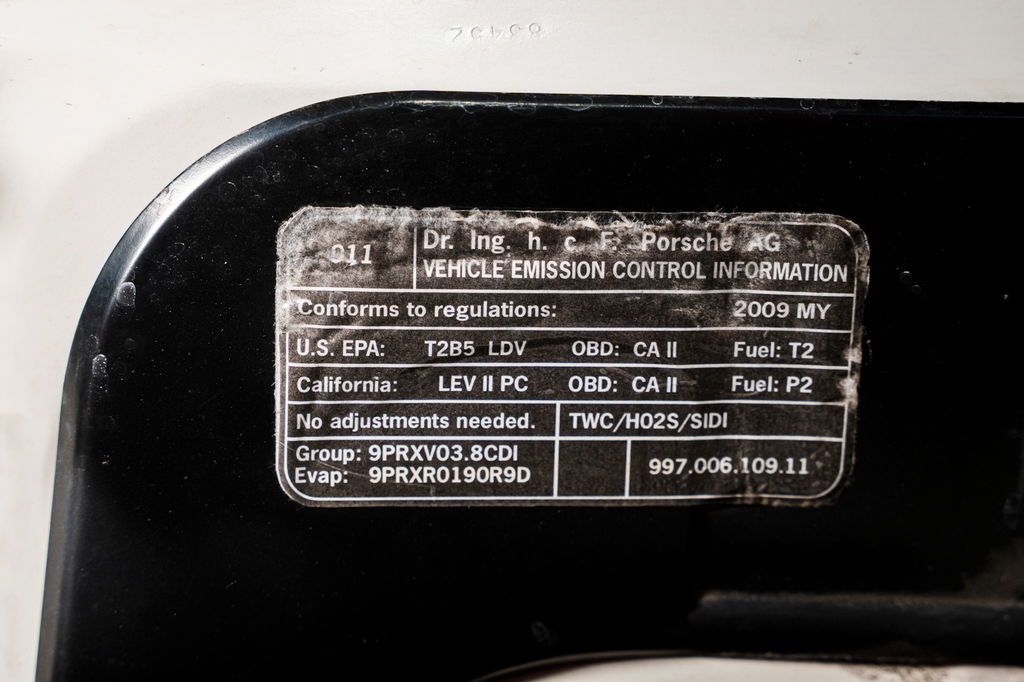 911
Dr. Ing. h. c. F. Porsche AG
VEHICLE EMISSION CONTROL INFORMATION
Conforms to regulations: 2009 MY
U.S. EPA: T2B5 LDV OBD: CA II Fuel: T2
California: LEV II PC OBD: CA II Fuel: P2
No adjustments needed. TWC/HO2S/SIDI
Group: 9PRXV03.8CDI
Evap: 9PRXR0190R9D
997.006.109.11